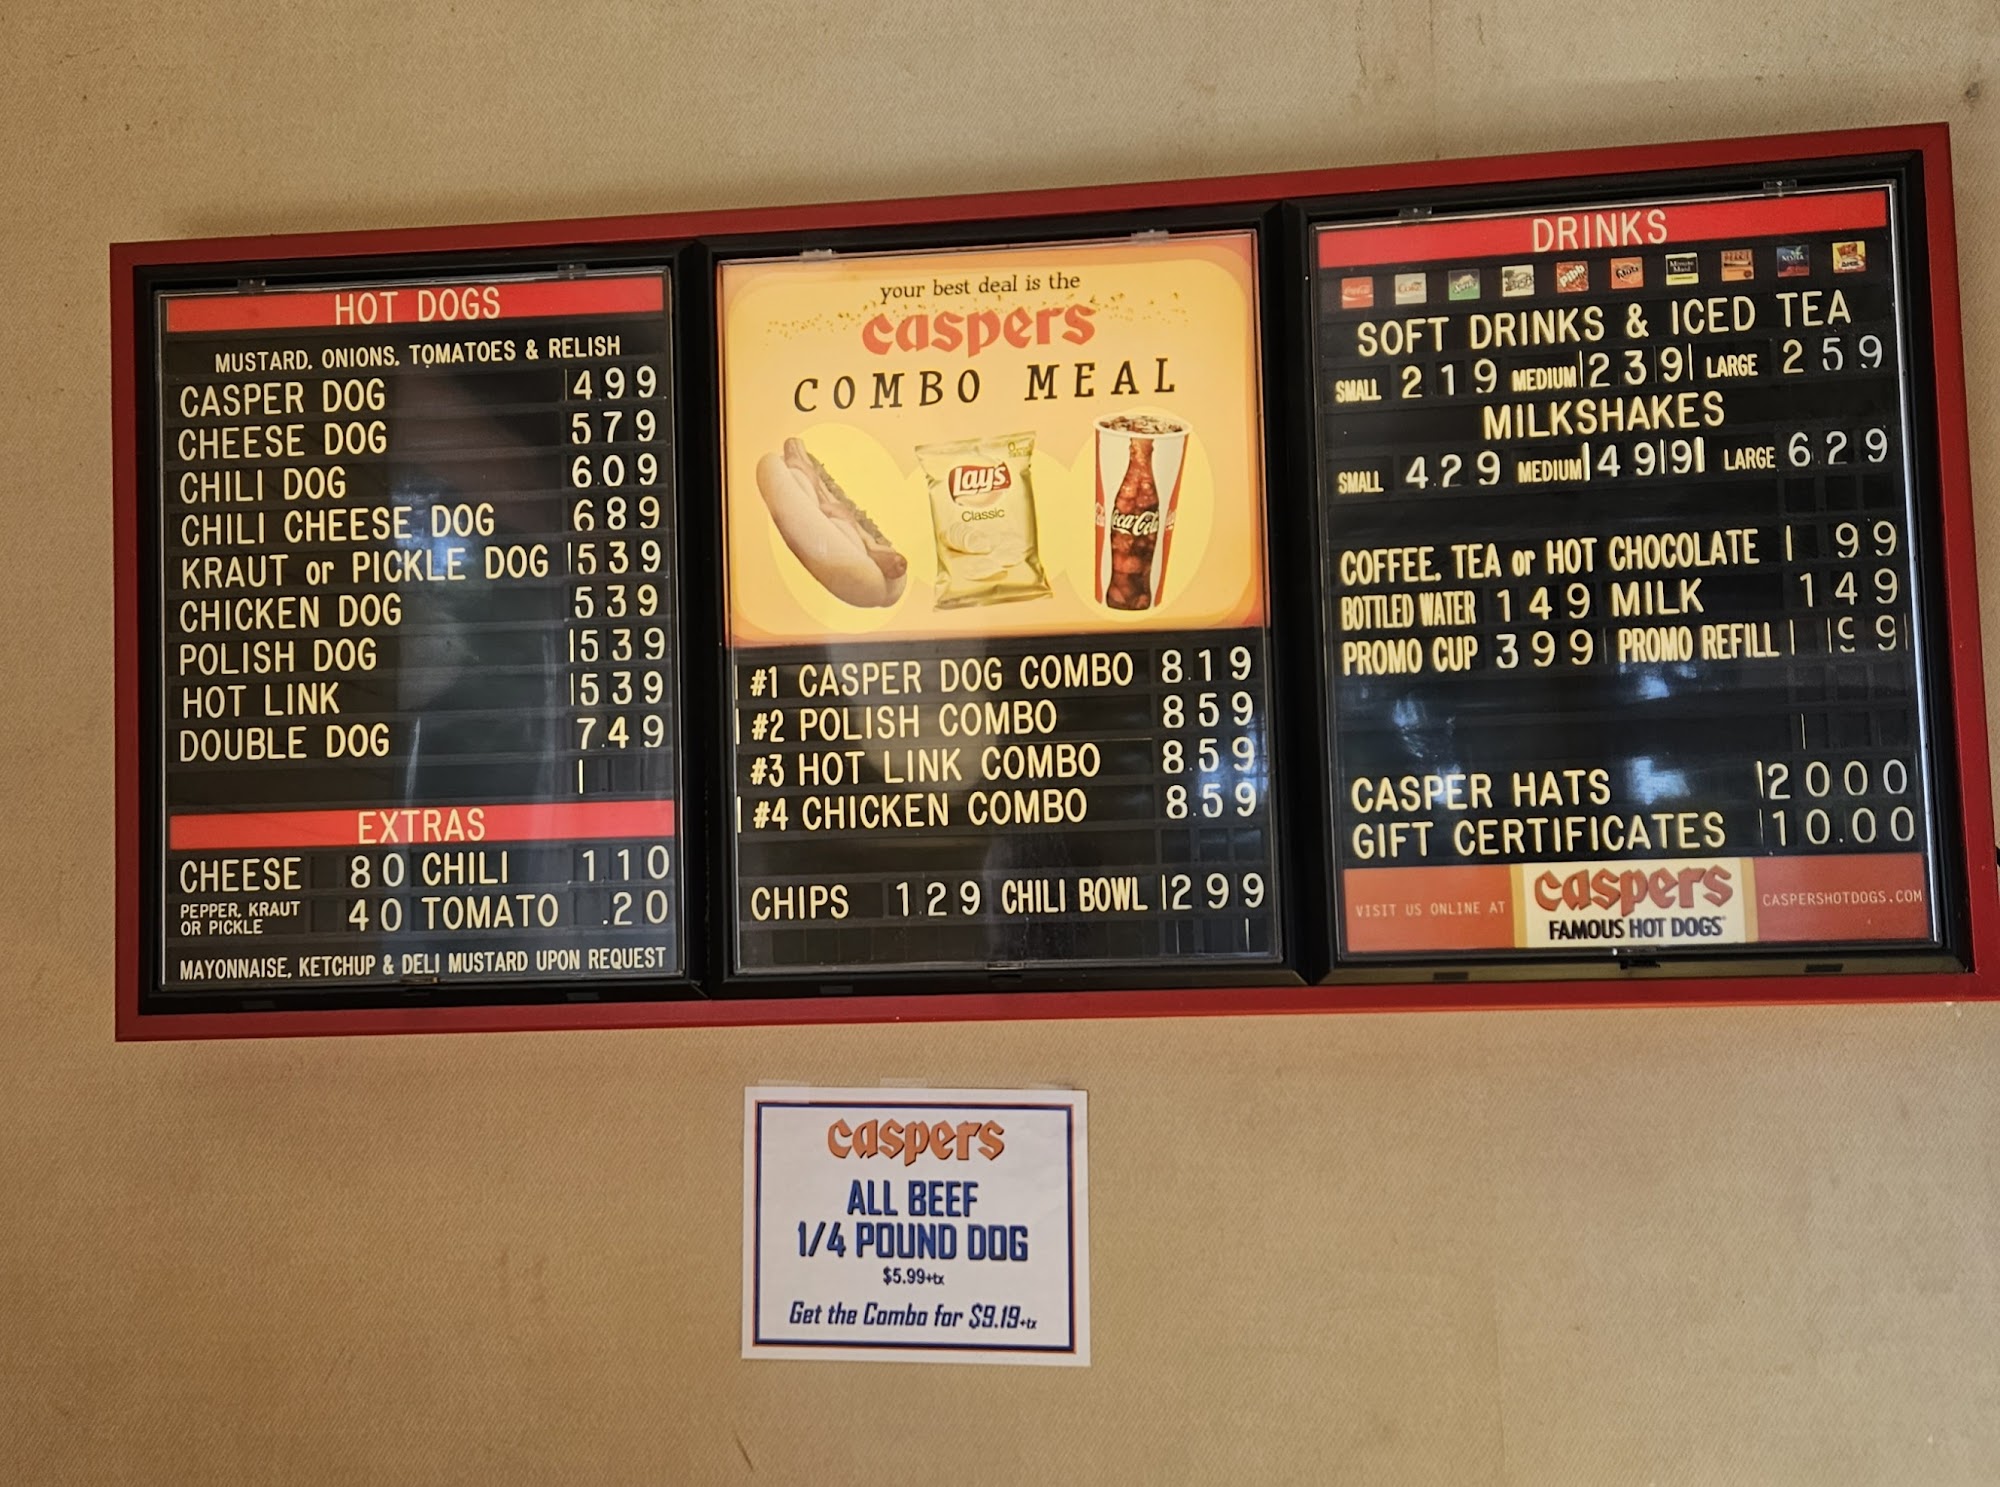 HOT DOGS
MUSTARD, ONIONS, TOMATOES & RELISH
CASPER DOG 4 9 9
CHEESE DOG 5 7 9
CHILI DOG 6.0 9
CHILI CHEESE DOG 6 8 9
KRAUT or PICKLE DOG 5 3 9
CHICKEN DOG 5 3 9
POLISH DOG 5 3 9
HOT LINK 5 3 9
DOUBLE DOG 7.4 9
EXTRAS
CHEESE 8 0 CHILI 1 1 0
PEPPER, KRAUT OR PICKLE 4 0 TOMATO .2 0
MAYONNAISE, KETCHUP & DELI MUSTARD UPON REQUEST
your best deal is the
caspers
COMBO MEAL
Lay's
Classic
Coca-Cola
#1 CASPER DOG COMBO 8.1 9
#2 POLISH COMBO 8 5 9
#3 HOT LINK COMBO 8.5 9
#4 CHICKEN COMBO 8.5 9
CHIPS 1.2 9 CHILI BOWL 2 9 9
DRINKS
SOFT DRINKS & ICED TEA
SMALL 2 1 9 MEDIUM 2 3 9 LARGE 2 5 9
MILKSHAKES
SMALL 4.2 9 MEDIUM 4 9 9 LARGE 6.2 9
COFFEE, TEA or HOT CHOCOLATE 1 9 9
BOTTLED WATER 1 4 9 MILK 1 4 9
PROMO CUP 3 9 9 PROMO REFILL
CASPER HATS 2 0 0 0
GIFT CERTIFICATES 1 0.0 0
VISIT US ONLINE AT
caspers
FAMOUS HOT DOGS
CASPERSHOTDOGS.COM
caspers
ALL BEEF
1/4 POUND DOG
$5.99+tx
Get the Combo for $9.19+tx